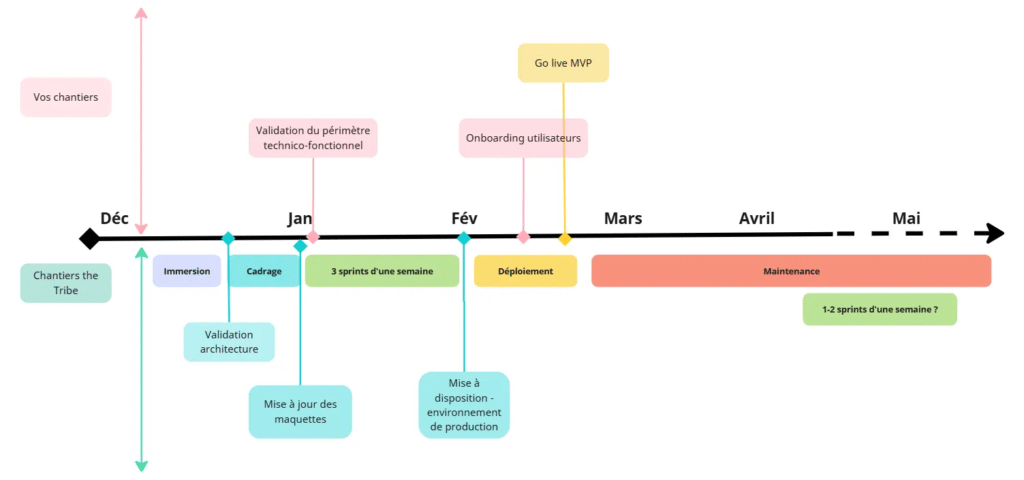 Go live MVP
Vos chantiers
Validation du périmètre
technico-fonctionnel
Onboarding utilisateurs
Déc
Jan
Fév
Mars
Avril
Mai
Chantiers the
Tribe
Immersion
Cadrage
3 sprints d'une semaine
Déploiement
Maintenance
1-2 sprints d'une semaine ?
Validation
architecture
Mise à jour des
maquettes
Mise à
disposition -
environnement
de production